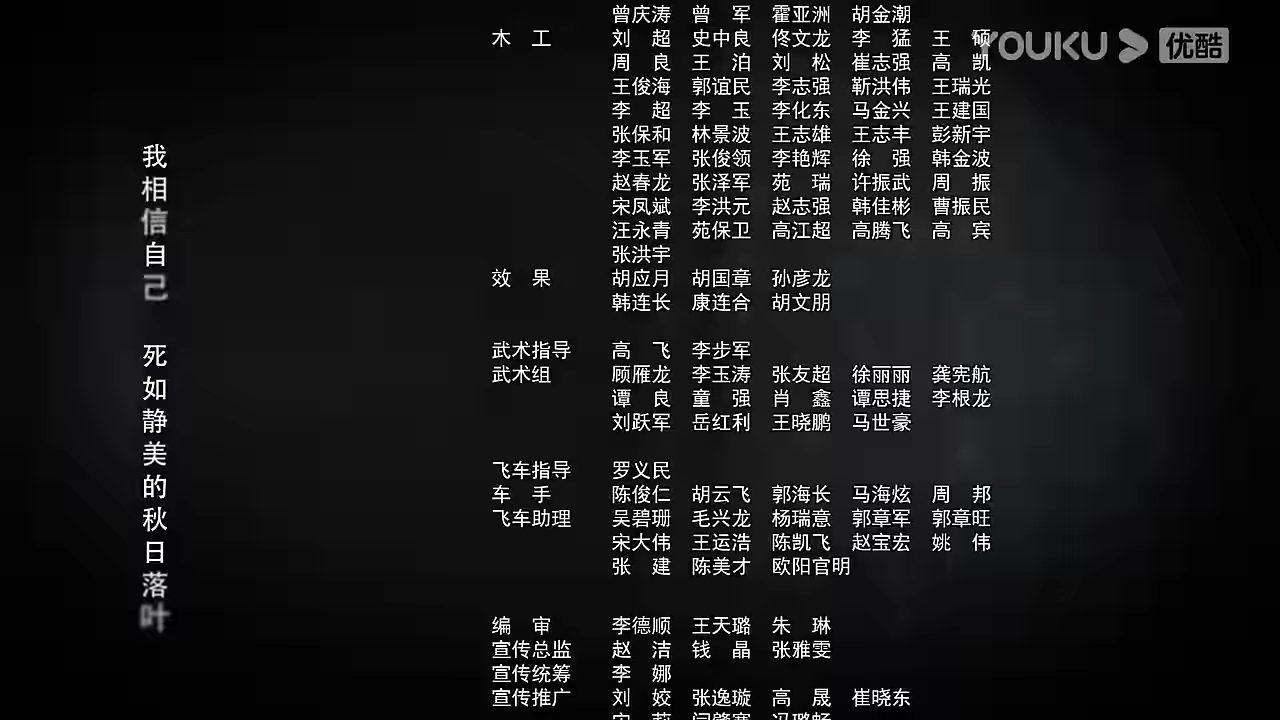 曾庆涛 曾 军 霍亚洲 胡金潮
木 工 刘 超 史中良 佟文龙 李 猛 王 硕
YOUKU 优酷
周 良 王 泊 刘 松 崔志强 高 凯
王俊海 郭谊民 李志强 靳洪伟 王瑞光
李 超 李 玉 李化东 马金兴 王建国
张保和 林景波 王志雄 王志丰 彭新宇
李玉军 张俊领 李艳辉 徐 强 韩金波
赵春龙 张泽军 苑 瑞 许振武 周 振
宋凤斌 李洪元 赵志强 韩佳彬 曹振民
汪永青 苑保卫 高江超 高腾飞 高 宾
张洪宇
效 果 胡应月 胡国章 孙彦龙
韩连长 康连合 胡文朋
武术指导 高 飞 李步军
武术组 顾雁龙 李玉涛 张友超 徐丽丽 龚宪航
谭 良 童 强 肖 鑫 谭思捷 李根龙
刘跃军 岳红利 王晓鹏 马世豪
飞车指导 罗义民
车 手 陈俊仁 胡云飞 郭海长 马海炫 周 邦
飞车助理 吴碧珊 毛兴龙 杨瑞意 郭章军 郭章旺
宋大伟 王运浩 陈凯飞 赵宝宏 姚 伟
张 建 陈美才 欧阳官明
编 审 李德顺 王天璐 朱 琳
宣传总监 赵 洁 钱 晶 张雅雯
宣传统筹 李 娜
宣传推广 刘 姣 张逸璇 高 晟 崔晓东
我相信自己 死如静美的秋日落叶